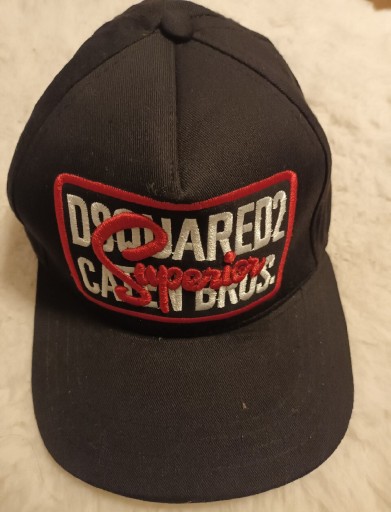 DSQUARED2
Superior
CATEN BROS.